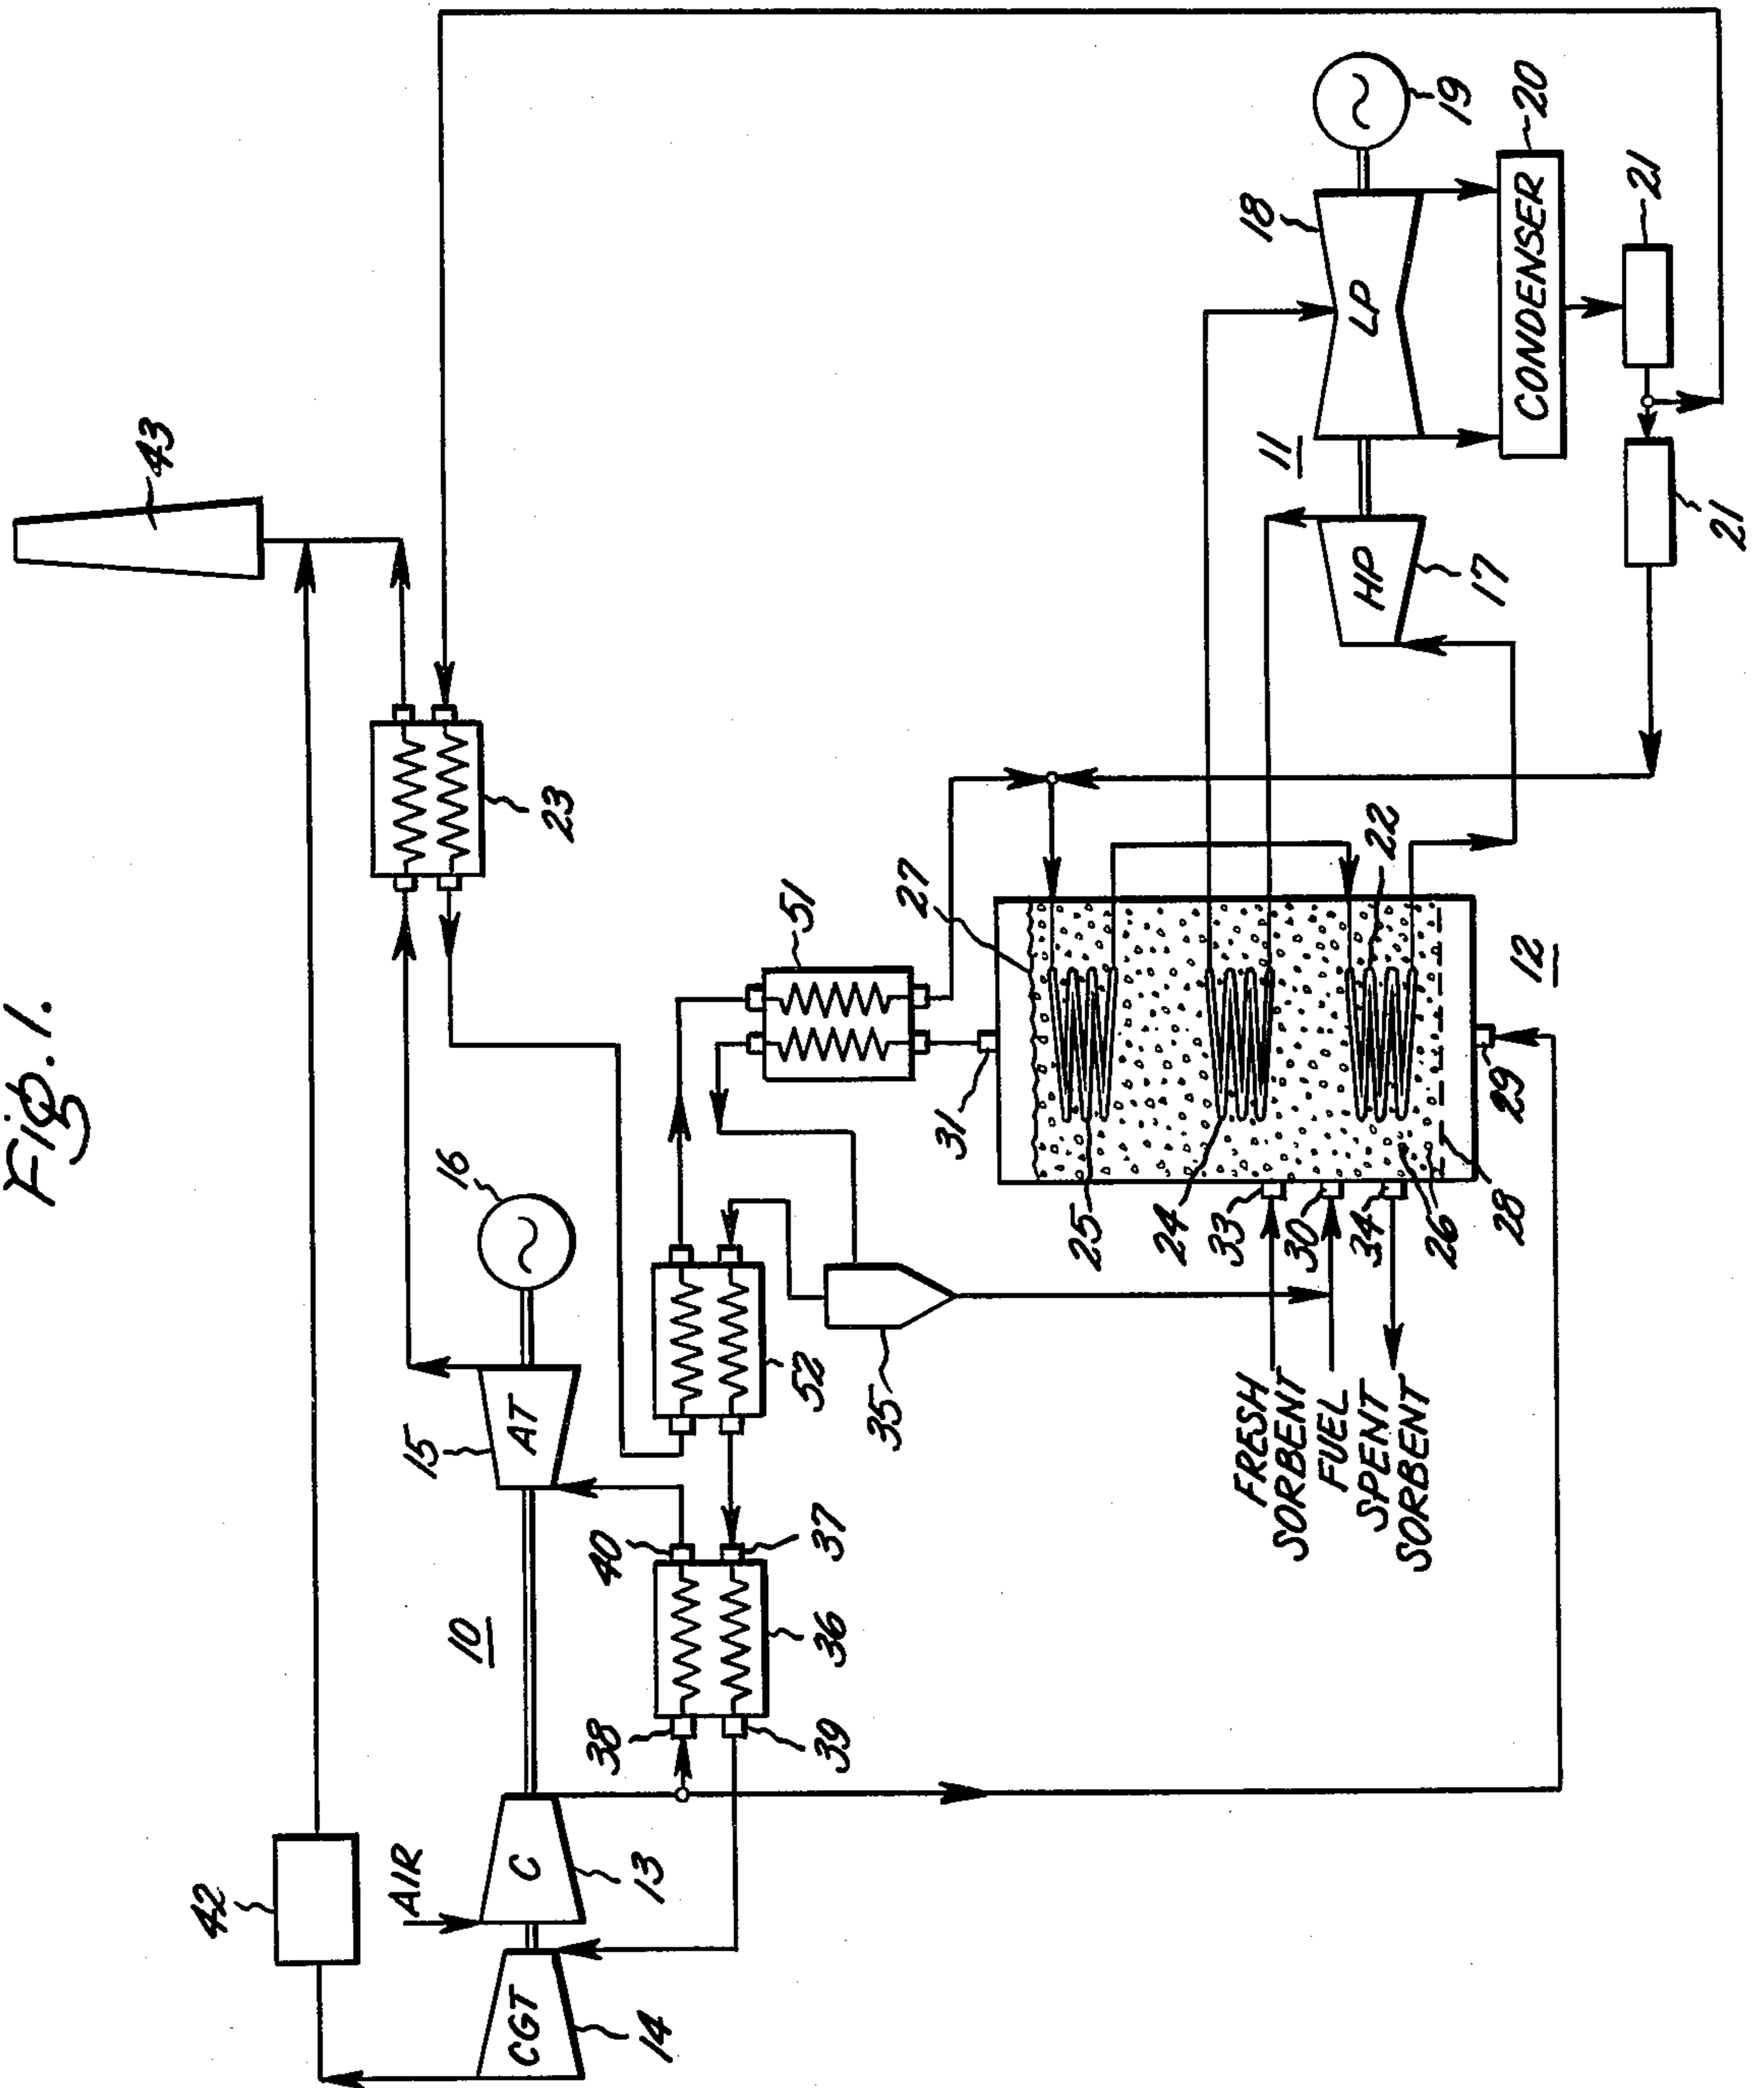 Fig. 1.
43
42
AIR
CGT
14
C
13
10
15
AT
16
23
38
39
36
40
37
52
35
51
31
27
25
24
33
30
34
26
28
29
12
22
FRESH
SORBENT
FUEL
SPENT
SORBENT
HP
17
11
LP
18
19
CONDENSER
20
21
21